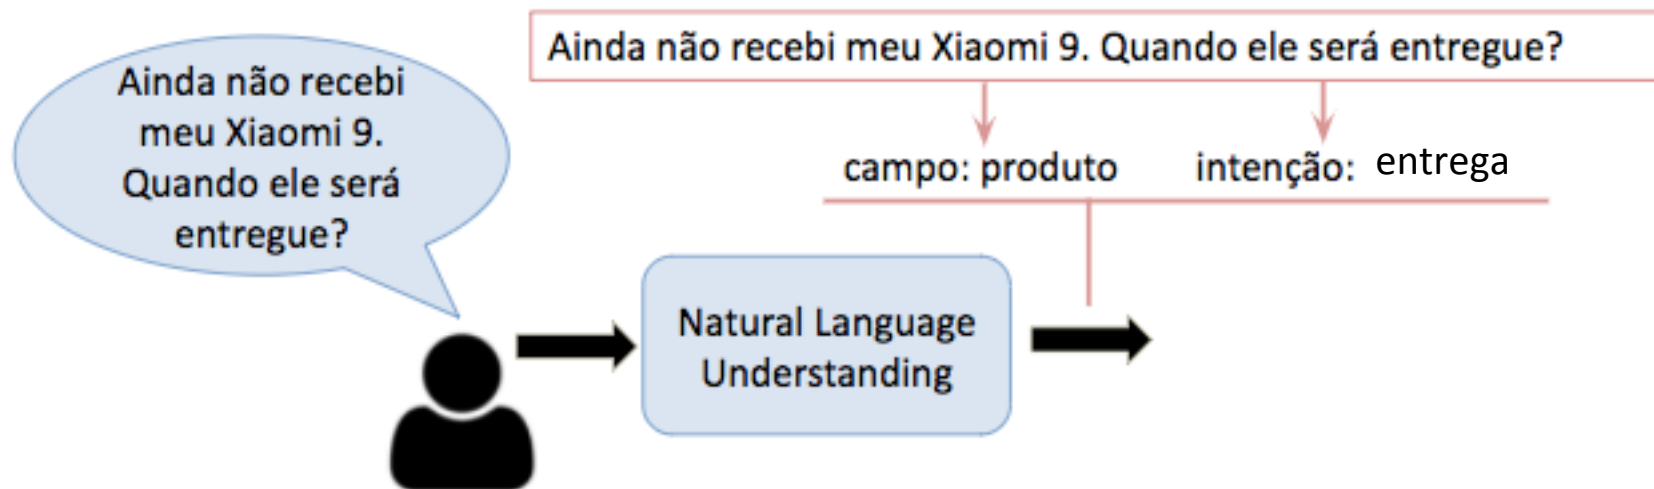 Ainda não recebi meu Xiaomi 9. Quando ele será entregue?
Ainda não recebi
meu Xiaomi 9.
Quando ele será
entregue?
campo: produto
intenção: entrega
Natural Language
Understanding